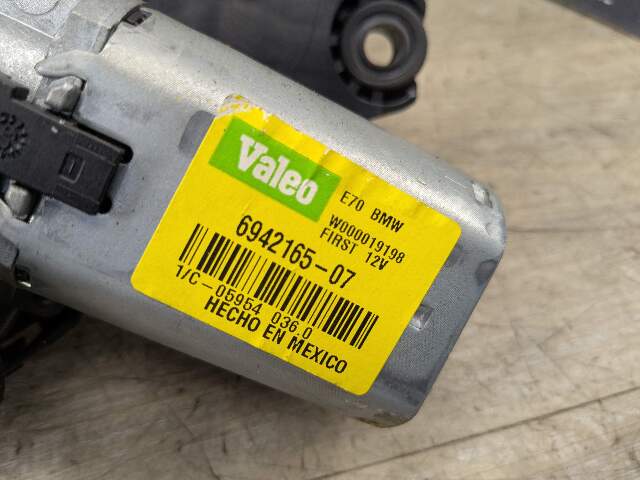 Valeo
E70 BMW
W000019198
FIRST 12V
6942165-07
1/C-05954 036.0
HECHO EN MEXICO